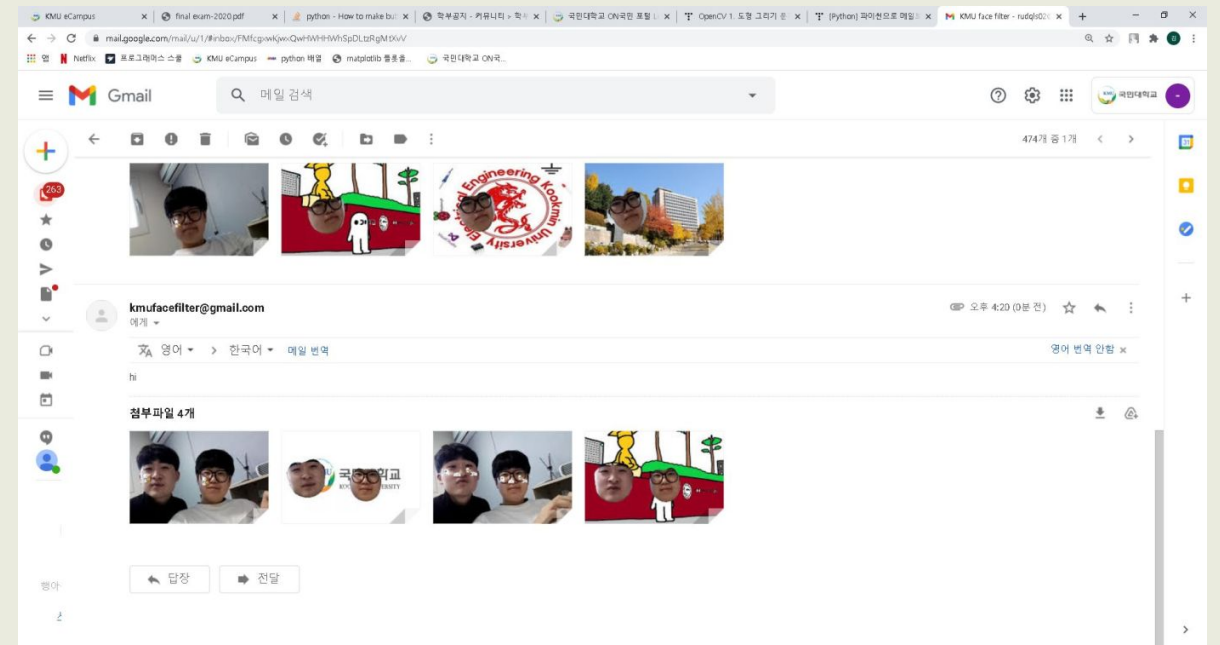 KMU eCampus
final exam-2020.pdf
python - How to make but
학부공지 - 커뮤니티 > 학
국민대학교 ON국민 포털
OpenCV 1. 도형 그리기
[Python] 파이썬으로 메일
KMU face filter - rudqls02
mail.google.com/mail/u/1/#inbox/
앱
Netflix
프로그래머스 스쿨
KMU eCampus
python 배열
matplotlib
국민대학교 ON국...
Gmail
메일 검색
국민대학교
474개 중 1개
263
Engineering
Kookmin
University
kmufacefilter@gmail.com
오후 4:20 (0분 전)
에게
영어
한국어
메일 번역
영어 번역 안함
hi
첨부파일 4개
답장
전달
행아